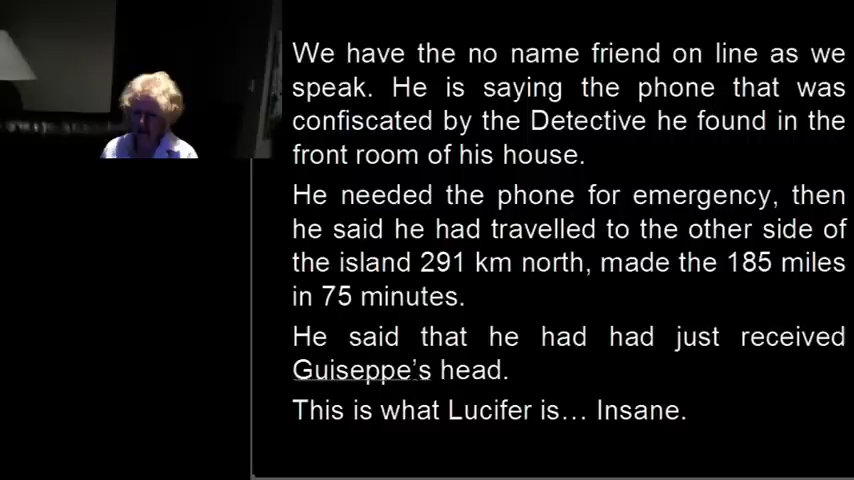 We have the no name friend on line as we
speak. He is saying the phone that was
confiscated by the Detective he found in the
front room of his house.
He needed the phone for emergency, then
he said he had travelled to the other side of
the island 291 km north, made the 185 miles
in 75 minutes.
He said that he had had just received
Guiseppe's head.
This is what Lucifer is... Insane.